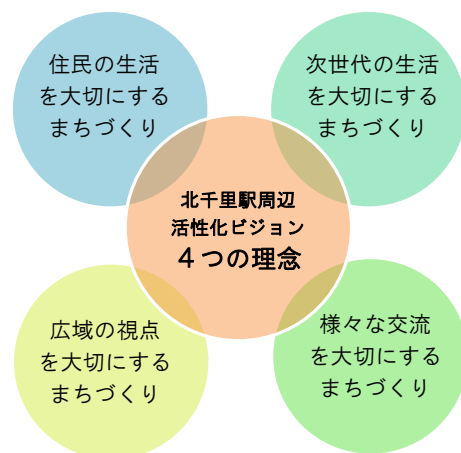 住民の生活
を大切にする
まちづくり
次世代の生活
を大切にする
まちづくり
北千里駅周辺
活性化ビジョン
４つの理念
広域の視点
を大切にする
まちづくり
様々な交流
を大切にする
まちづくり